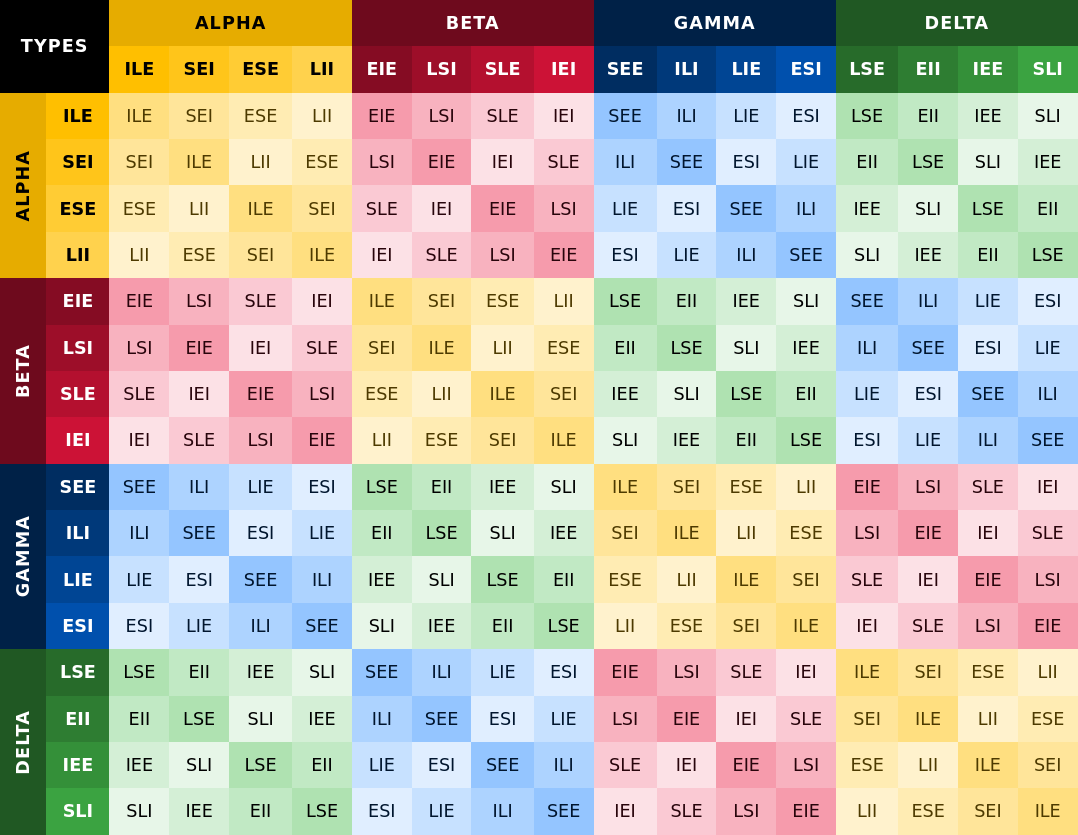 TYPES ALPHA BETA GAMMA DELTA
ILE SEI ESE LII EIE LSI SLE IEI SEE ILI LIE ESI LSE EII IEE SLI
ALPHA
ILE ILE SEI ESE LII EIE LSI SLE IEI SEE ILI LIE ESI LSE EII IEE SLI
SEI SEI ILE LII ESE LSI EIE IEI SLE ILI SEE ESI LIE EII LSE SLI IEE
ESE ESE LII ILE SEI SLE IEI EIE LSI LIE ESI SEE ILI IEE SLI LSE EII
LII LII ESE SEI ILE IEI SLE LSI EIE ESI LIE ILI SEE SLI IEE EII LSE
BETA
EIE EIE LSI SLE IEI ILE SEI ESE LII LSE EII IEE SLI SEE ILI LIE ESI
LSI LSI EIE IEI SLE SEI ILE LII ESE EII LSE SLI IEE ILI SEE ESI LIE
SLE SLE IEI EIE LSI ESE LII ILE SEI IEE SLI LSE EII LIE ESI SEE ILI
IEI IEI SLE LSI EIE LII ESE SEI ILE SLI IEE EII LSE ESI LIE ILI SEE
GAMMA
SEE SEE ILI LIE ESI LSE EII IEE SLI ILE SEI ESE LII EIE LSI SLE IEI
ILI ILI SEE ESI LIE EII LSE SLI IEE SEI ILE LII ESE LSI EIE IEI SLE
LIE LIE ESI SEE ILI IEE SLI LSE EII ESE LII ILE SEI SLE IEI EIE LSI
ESI ESI LIE ILI SEE SLI IEE EII LSE LII ESE SEI ILE IEI SLE LSI EIE
DELTA
LSE LSE EII IEE SLI SEE ILI LIE ESI EIE LSI SLE IEI ILE SEI ESE LII
EII EII LSE SLI IEE ILI SEE ESI LIE LSI EIE IEI SLE SEI ILE LII ESE
IEE IEE SLI LSE EII LIE ESI SEE ILI SLE IEI EIE LSI ESE LII ILE SEI
SLI SLI IEE EII LSE ESI LIE ILI SEE IEI SLE LSI EIE LII ESE SEI ILE